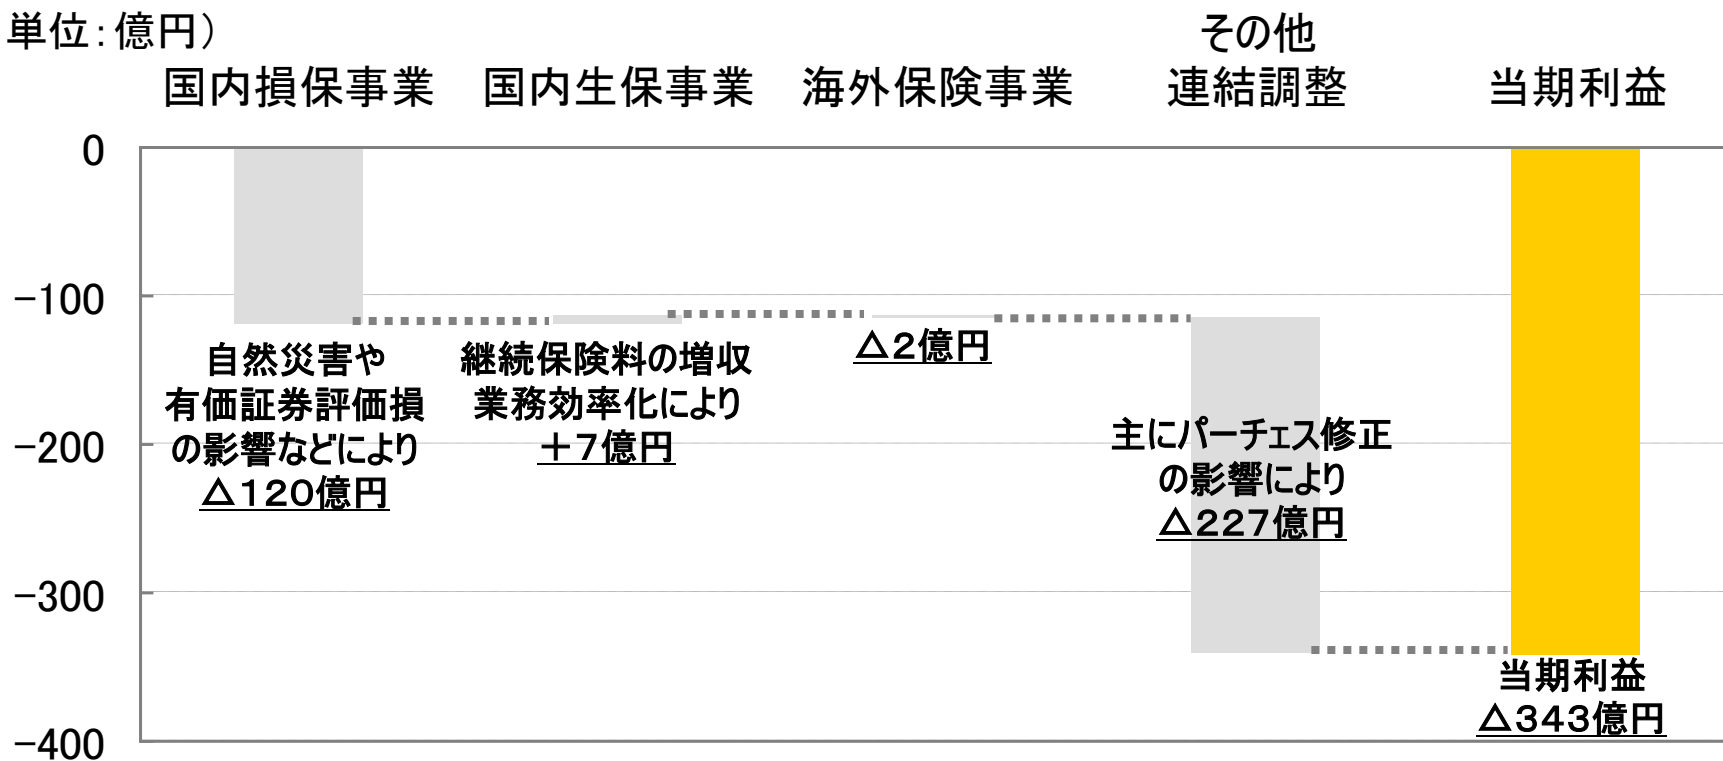 単位：億円）
国内損保事業
国内生保事業
海外保険事業
その他
連結調整
当期利益
0
-100
-200
-300
-400
自然災害や
有価証券評価損
の影響などにより
△120億円
継続保険料の増収
業務効率化により
＋7億円
△2億円
主にパーチェス修正
の影響により
△227億円
当期利益
△343億円